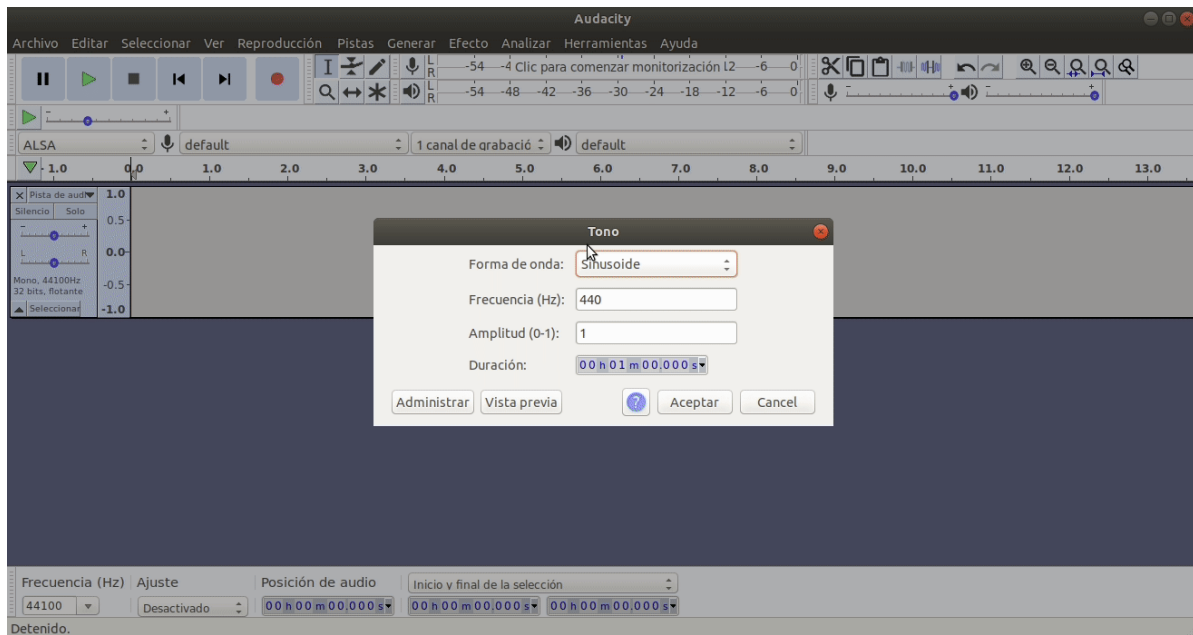 Audacity
Archivo Editar Seleccionar Ver Reproducción Pistas Generar Efecto Analizar Herramientas Ayuda
L
R
-54 -4 Clic para comenzar monitorización 12 -6 0
L
R
-54 -48 -42 -36 -30 -24 -18 -12 -6 0
- +
ALSA default 1 canal de grabació default
- 1.0 0.0 1.0 2.0 3.0 4.0 5.0 6.0 7.0 8.0 9.0 10.0 11.0 12.0 13.0
X Pista de audi 1.0
Silencio Solo
0.5
- +
L R 0.0
Mono, 44100Hz
32 bits, flotante
-0.5
Seleccionar -1.0
Tono
Forma de onda: Sinusoide
Frecuencia (Hz): 440
Amplitud (0-1): 1
Duración: 00 h 01 m 00,000 s
Administrar Vista previa ? Aceptar Cancel
Frecuencia (Hz) Ajuste Posición de audio Inicio y final de la selección
44100 Desactivado 00 h 00 m 00,000 s 00 h 00 m 00,000 s 00 h 00 m 00,000 s
Detenido.